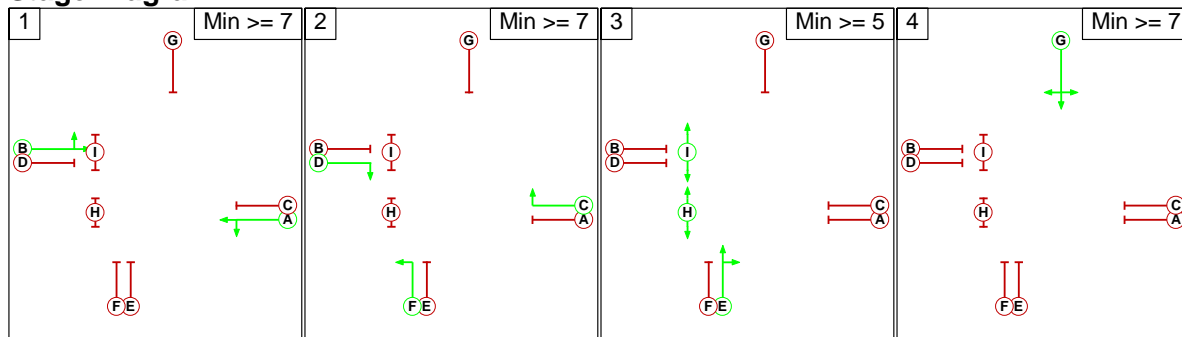 1 Min >= 7 2 Min >= 7 3 Min >= 5 4 Min >= 7
G G G G
B I B I B I B I
D D D D
C C C C
H A H A H A H A
F E F E F E F E